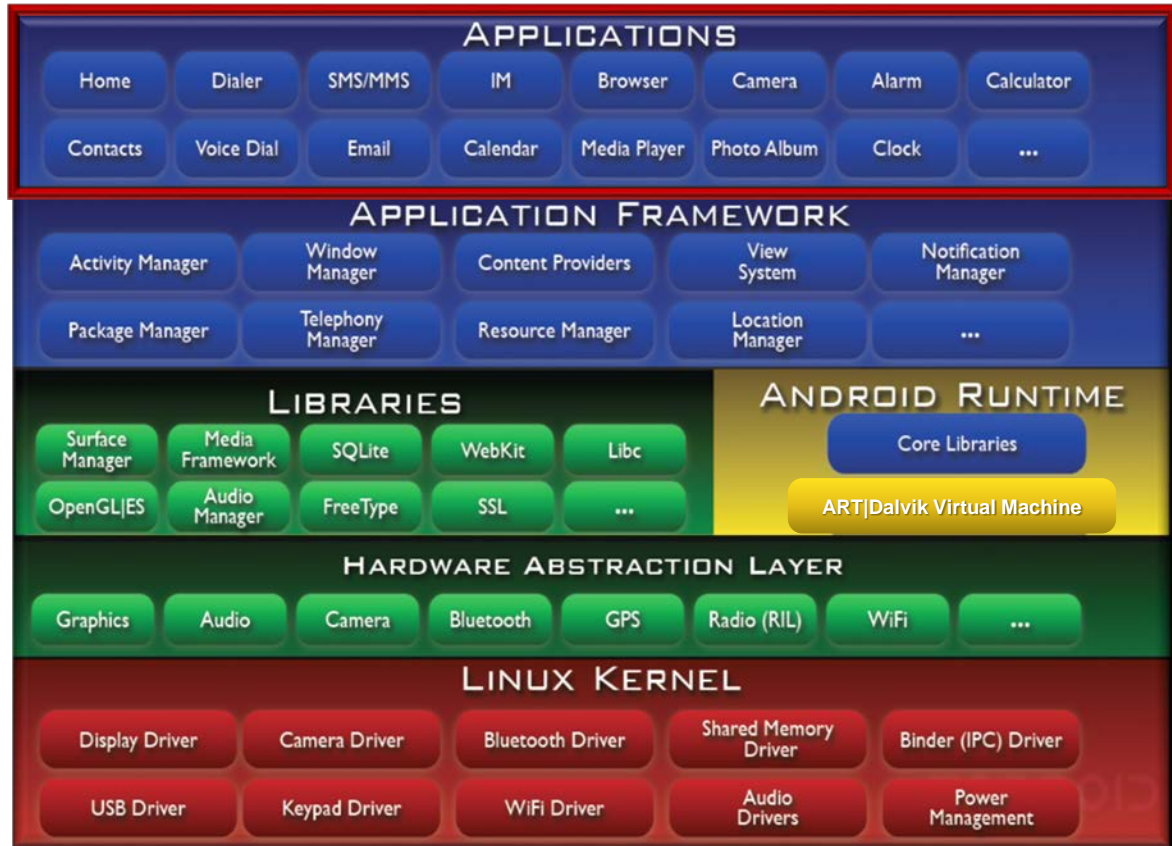 APPLICATIONS
Home Dialer SMS/MMS IM Browser Camera Alarm Calculator
Contacts Voice Dial Email Calendar Media Player Photo Album Clock ...
APPLICATION FRAMEWORK
Activity Manager
Window
Manager
Content Providers
View
System
Notification
Manager
Package Manager
Telephony
Manager
Resource Manager
Location
Manager
...
LIBRARIES
Surface
Manager
Media
Framework
SQLite
WebKit
Libc
OpenGL|ES
Audio
Manager
FreeType
SSL
...
ANDROID RUNTIME
Core Libraries
ART|Dalvik Virtual Machine
HARDWARE ABSTRACTION LAYER
Graphics Audio Camera Bluetooth GPS Radio (RIL) WiFi ...
LINUX KERNEL
Display Driver
Camera Driver
Bluetooth Driver
Shared Memory
Driver
Binder (IPC) Driver
USB Driver
Keypad Driver
WiFi Driver
Audio
Drivers
Power
Management